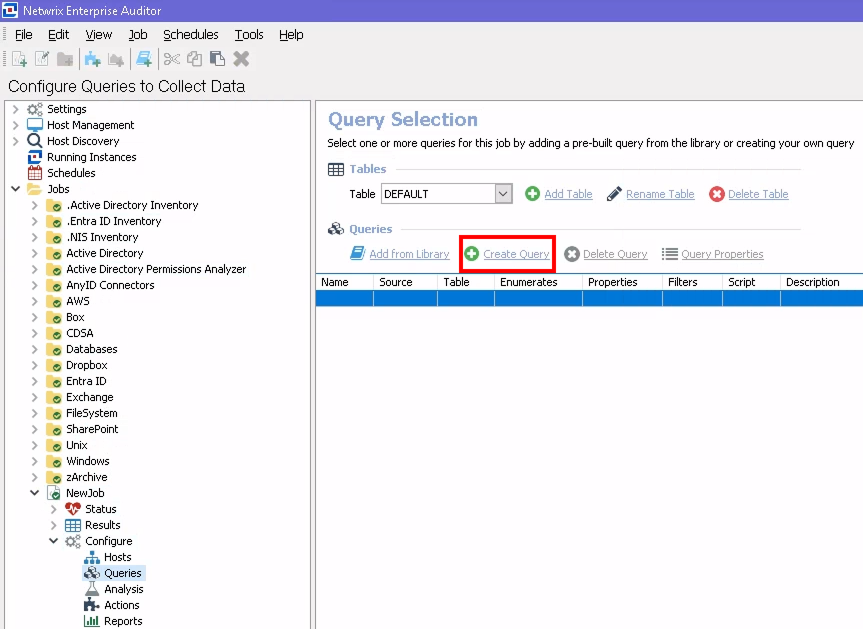 Netwrix Enterprise Auditor
File Edit View Job Schedules Tools Help
Configure Queries to Collect Data
Settings
Host Management
Host Discovery
Running Instances
Schedules
Jobs
.Active Directory Inventory
.Entra ID Inventory
.NIS Inventory
Active Directory
Active Directory Permissions Analyzer
AnyID Connectors
AWS
Box
CDSA
Databases
Dropbox
Entra ID
Exchange
FileSystem
SharePoint
Unix
Windows
zArchive
NewJob
Status
Results
Configure
Hosts
Queries
Analysis
Actions
Reports
Query Selection
Select one or more queries for this job by adding a pre-built query from the library or creating your own query
Tables
Table DEFAULT Add Table Rename Table Delete Table
Queries
Add from Library Create Query Delete Query Query Properties
Name Source Table Enumerates Properties Filters Script Description